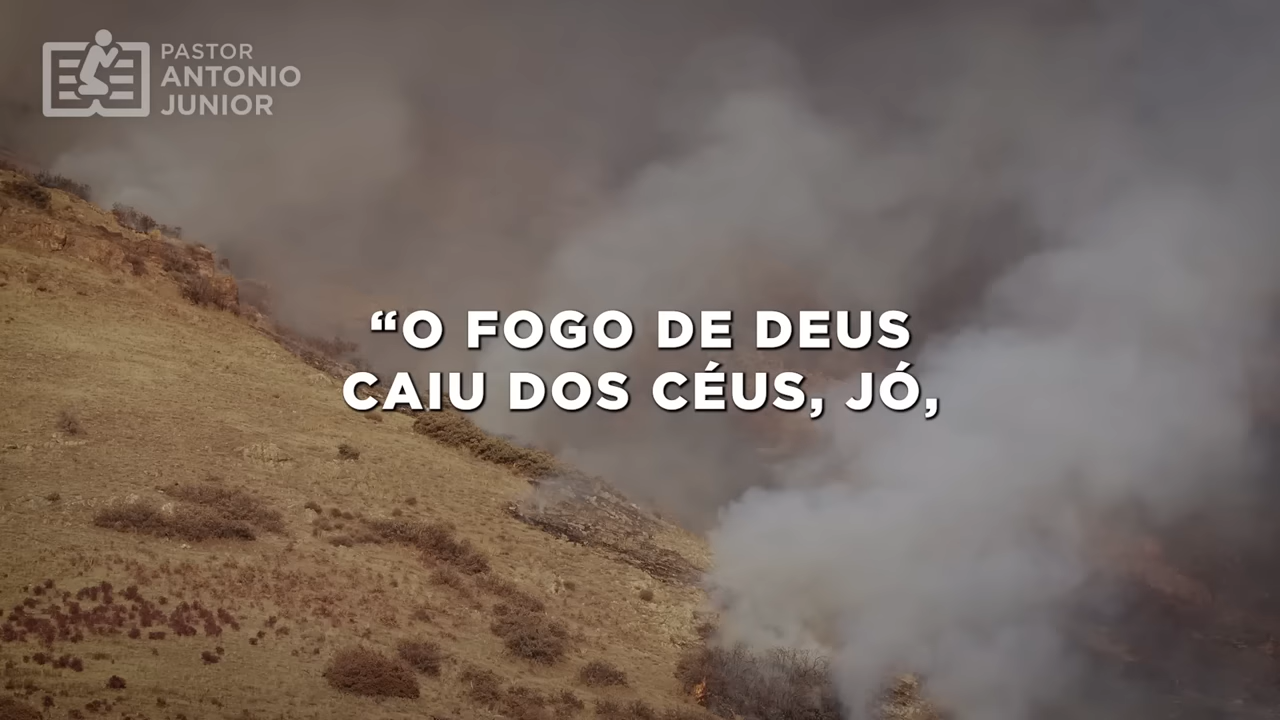 PASTOR
ANTONIO
JUNIOR
“O FOGO DE DEUS
CAIU DOS CÉUS, JÓ,